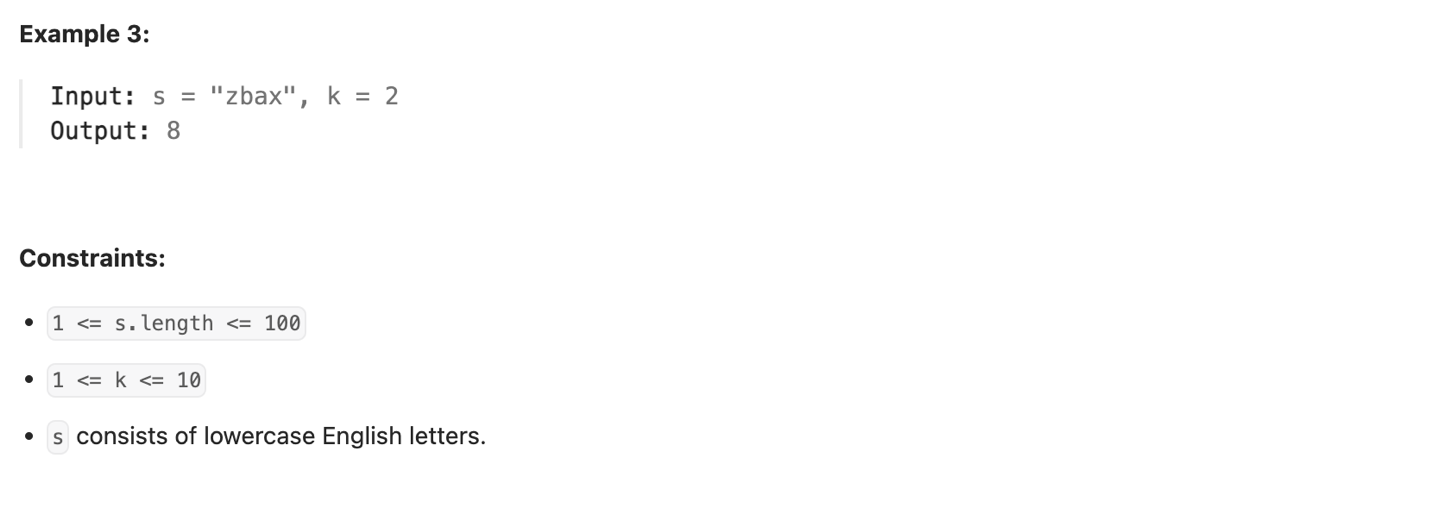 Example 3:
Input: s = "zbax", k = 2
Output: 8
Constraints:
• 1 <= s.length <= 100
• 1 <= k <= 10
• s consists of lowercase English letters.